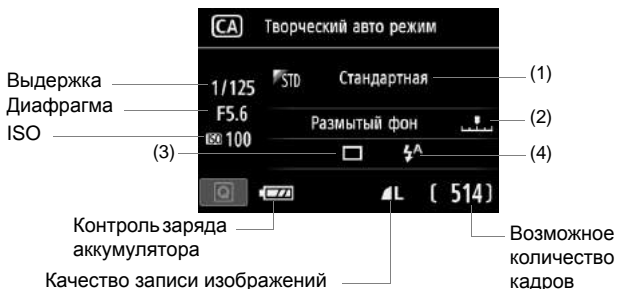 CA Творческий авто режим
Выдержка
1/125
STD Стандартная
(1)
Диафрагма
F5.6
Размытый фон
(2)
ISO
ISO 100
(3)
A
(4)
Q
L
[ 514]
Контроль заряда
аккумулятора
Возможное
количество
кадров
Качество записи изображений